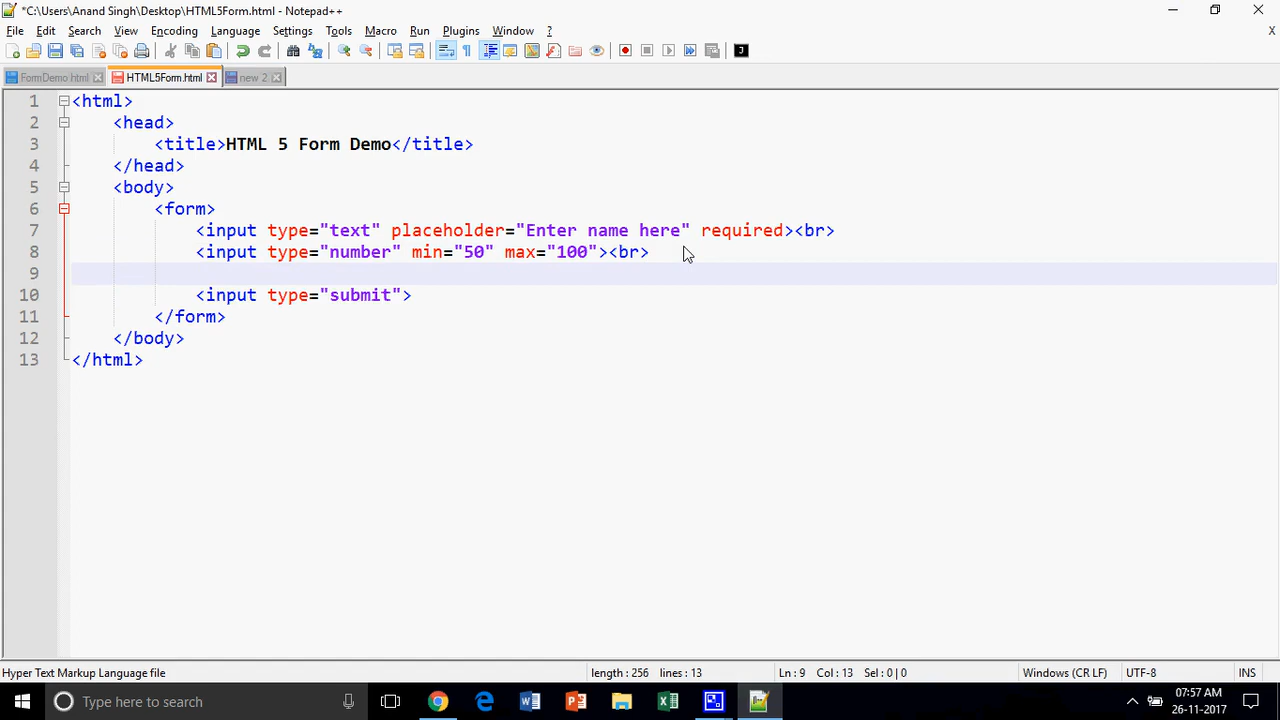 *C:\Users\Anand Singh\Desktop\HTML5Form.html - Notepad++
File Edit Search View Encoding Language Settings Tools Macro Run Plugins Window ? X
FormDemo.html HTML5Form.html new 2
1 <html>
2 <head>
3 <title>HTML 5 Form Demo</title>
4 </head>
5 <body>
6 <form>
7 <input type="text" placeholder="Enter name here" required><br>
8 <input type="number" min="50" max="100"><br>
9
10 <input type="submit">
11 </form>
12 </body>
13 </html>
Hyper Text Markup Language file length : 256 lines : 13 Ln : 9 Col : 13 Sel : 0 | 0 Windows (CR LF) UTF-8 INS
Type here to search
07:57 AM
26-11-2017